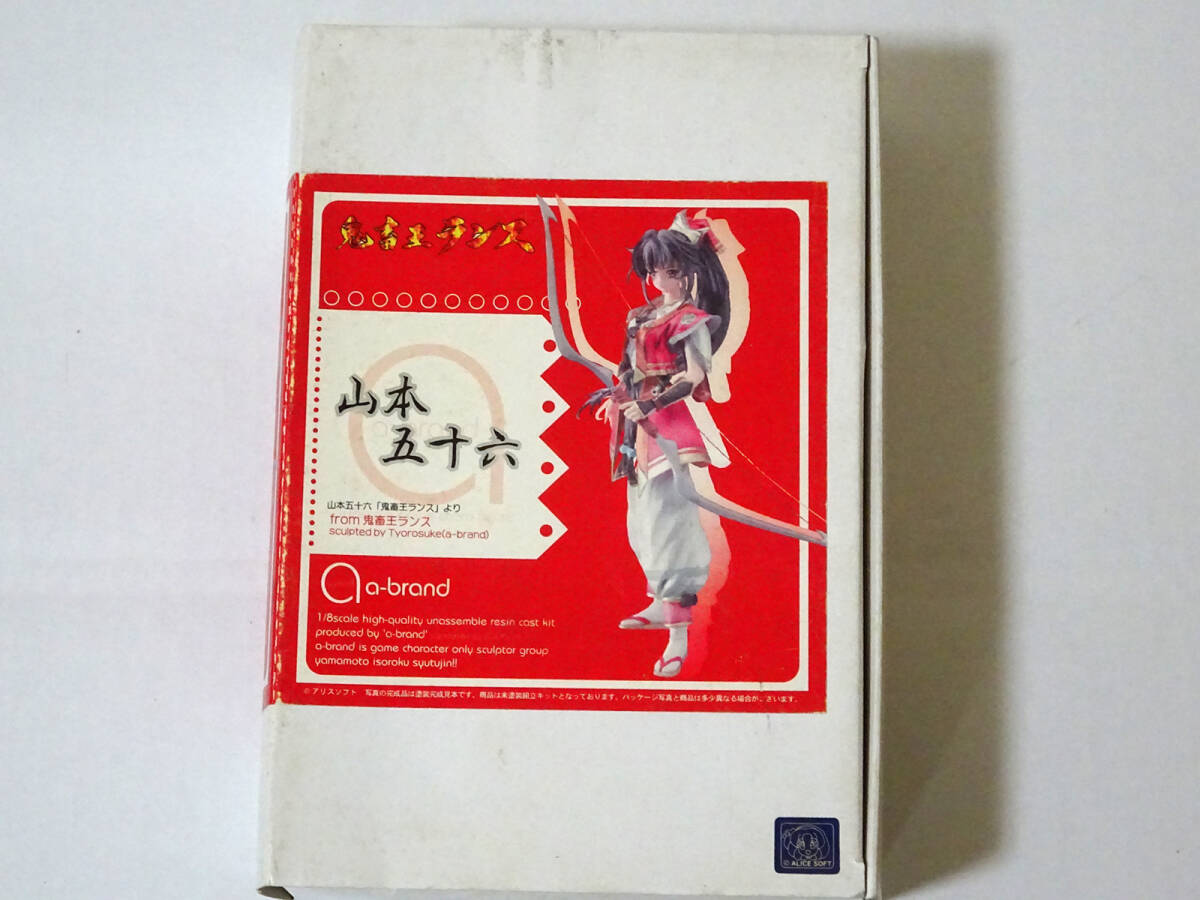 鬼畜王ランス
山本
五十六
a-brand
山本五十六「鬼畜王ランス」より
from 鬼畜王ランス
sculpted by Tyorosuke(a-brand)
a a-brand
1/8scale high-quality unassemble resin cast kit
produced by 'a-brand'
a-brand is game character only sculptor group
yamamoto isoroku syutujin!!
© アリスソフト 写真の完成品は塗装完成見本です。商品は未塗装組立キットとなっております。パッケージ写真と商品は多少異なる場合が、ざいます。
© ALICE SOFT